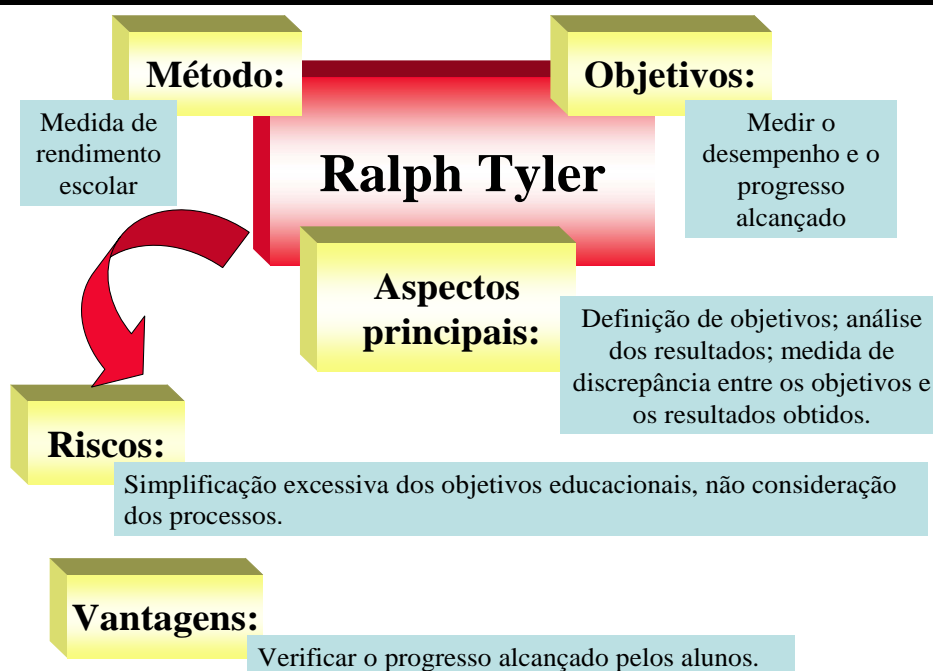 Método:
Medida de
rendimento
escolar
Objetivos:
Medir o
desempenho e o
progresso
alcançado
Ralph Tyler
Aspectos
principais:
Definição de objetivos; análise
dos resultados; medida de
discrepância entre os objetivos e
os resultados obtidos.
Riscos:
Simplificação excessiva dos objetivos educacionais, não consideração
dos processos.
Vantagens:
Verificar o progresso alcançado pelos alunos.